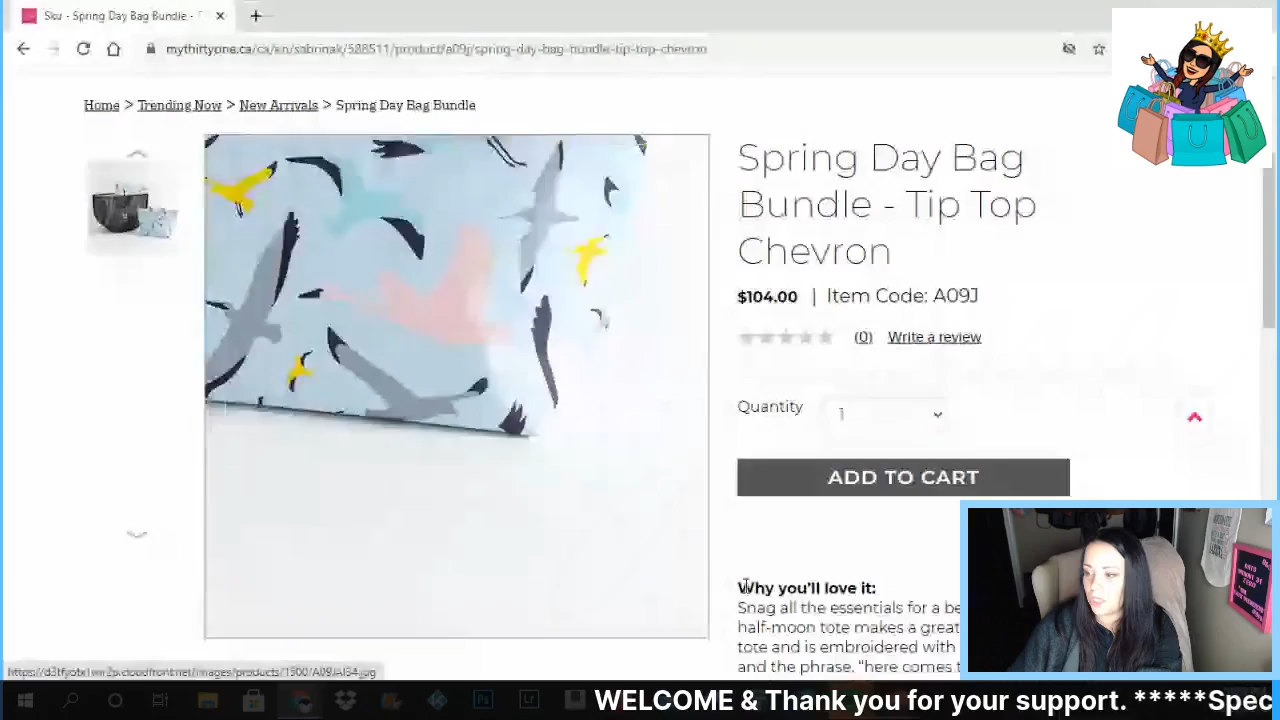 Sku - Spring Day Bag Bundle -
mythirtyone.ca/ca/en/sabrinak/588511/product/a09j/spring-day-bag-bundle-tip-top-chevron
Home > Trending Now > New Arrivals > Spring Day Bag Bundle
Spring Day Bag
Bundle - Tip Top
Chevron
$104.00 | Item Code: A09J
(0) Write a review
Quantity 1
ADD TO CART
Why you'll love it:
Snag all the essentials for a be
half-moon tote makes a great
tote and is embroidered with
and the phrase, "here comes t
WELCOME & Thank you for your support. *****Spec